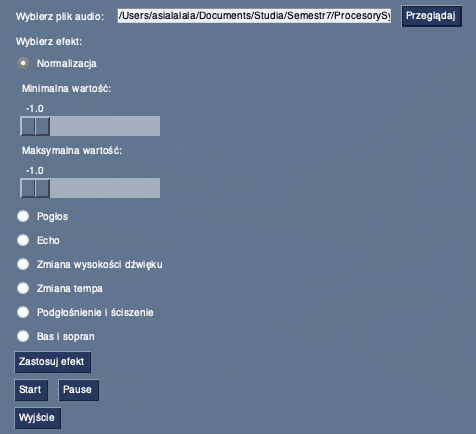 Wybierz plik audio: /Users/asialalala/Documents/Studia/Semestr7/ProcesorySy Przeglądaj
Wybierz efekt:
Normalizacja
Minimalna wartość:
-1.0
Maksymalna wartość:
-1.0
Pogłos
Echo
Zmiana wysokości dźwięku
Zmiana tempa
Podgłośnienie i ściszenie
Bas i sopran
Zastosuj efekt
Start Pause
Wyjście